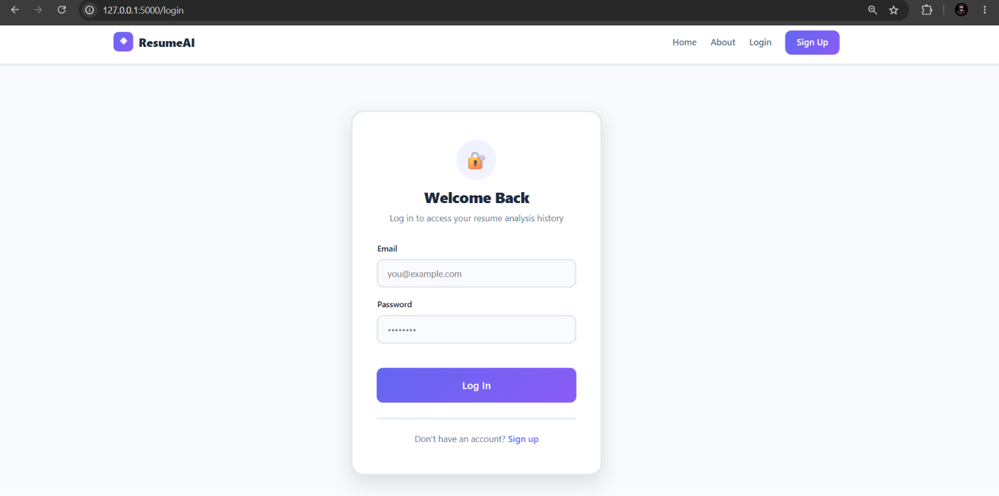 127.0.0.1:5000/login
ResumeAI
Home About Login Sign Up
Welcome Back
Log in to access your resume analysis history
Email
you@example.com
Password
••••••••
Log In
Don't have an account? Sign up